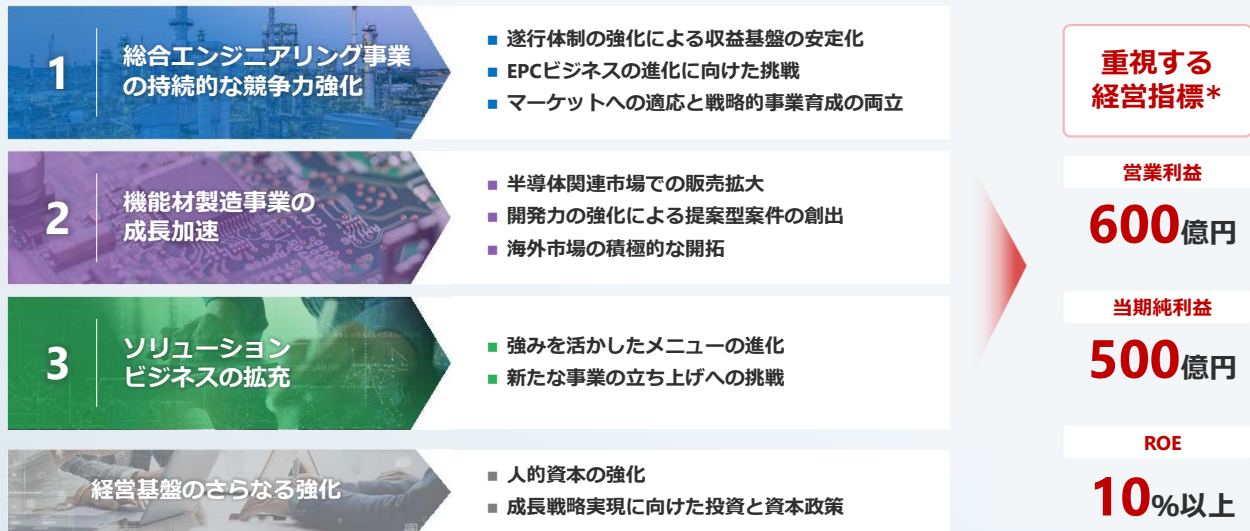 1
総合エンジニアリング事業
の持続的な競争力強化
■ 遂行体制の強化による収益基盤の安定化
■ EPCビジネスの進化に向けた挑戦
■ マーケットへの適応と戦略的事業育成の両立
2
機能材製造事業の
成長加速
■ 半導体関連市場での販売拡大
■ 開発力の強化による提案型案件の創出
■ 海外市場の積極的な開拓
3
ソリューション
ビジネスの拡充
■ 強みを活かしたメニューの進化
■ 新たな事業の立ち上げへの挑戦
経営基盤のさらなる強化
■ 人的資本の強化
■ 成長戦略実現に向けた投資と資本政策
重視する
経営指標*
営業利益
600億円
当期純利益
500億円
ROE
10%以上